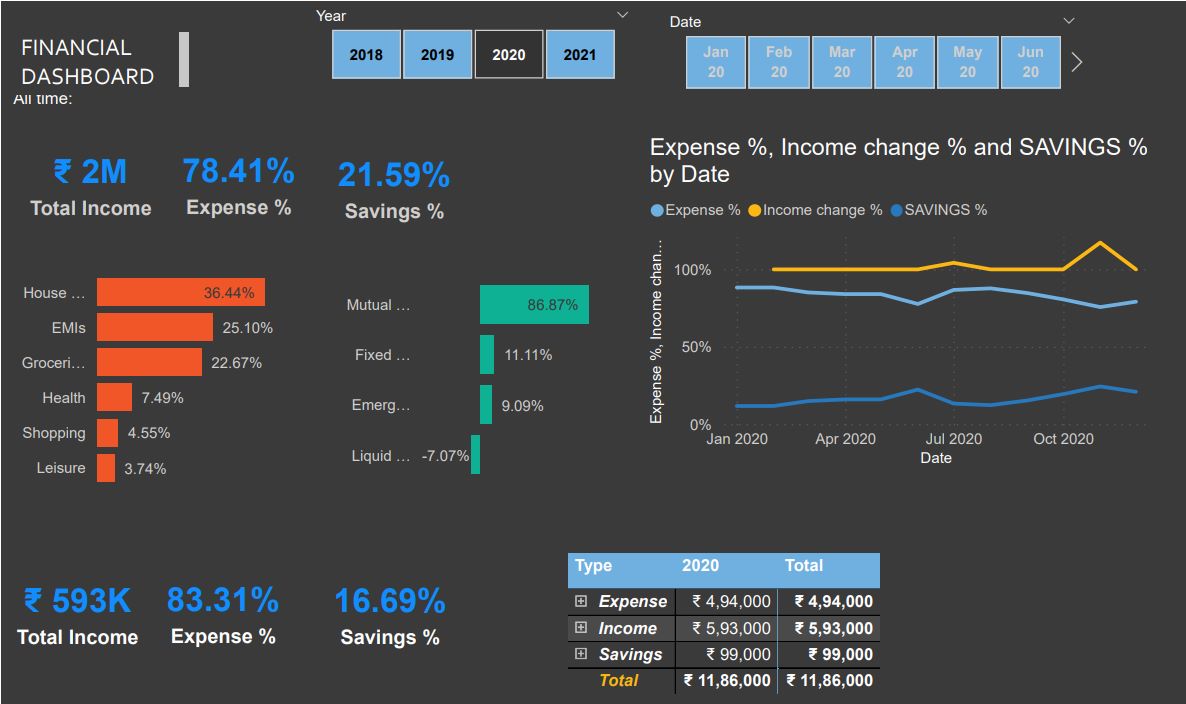 FINANCIAL
DASHBOARD
All time:
Year
2018 2019 2020 2021
Date
Jan 20 Feb 20 Mar 20 Apr 20 May 20 Jun 20
₹ 2M
Total Income
78.41%
Expense %
21.59%
Savings %
House ... 36.44%
EMIs 25.10%
Groceri... 22.67%
Health 7.49%
Shopping 4.55%
Leisure 3.74%
Mutual ... 86.87%
Fixed ... 11.11%
Emerg... 9.09%
Liquid ... -7.07%
Expense %, Income change % and SAVINGS %
by Date
Expense % Income change % SAVINGS %
Expense %, Income chan...
100%
50%
0%
Jan 2020 Apr 2020 Jul 2020 Oct 2020
Date
₹ 593K
Total Income
83.31%
Expense %
16.69%
Savings %
Type 2020 Total
Expense ₹ 4,94,000 ₹ 4,94,000
Income ₹ 5,93,000 ₹ 5,93,000
Savings ₹ 99,000 ₹ 99,000
Total ₹ 11,86,000 ₹ 11,86,000